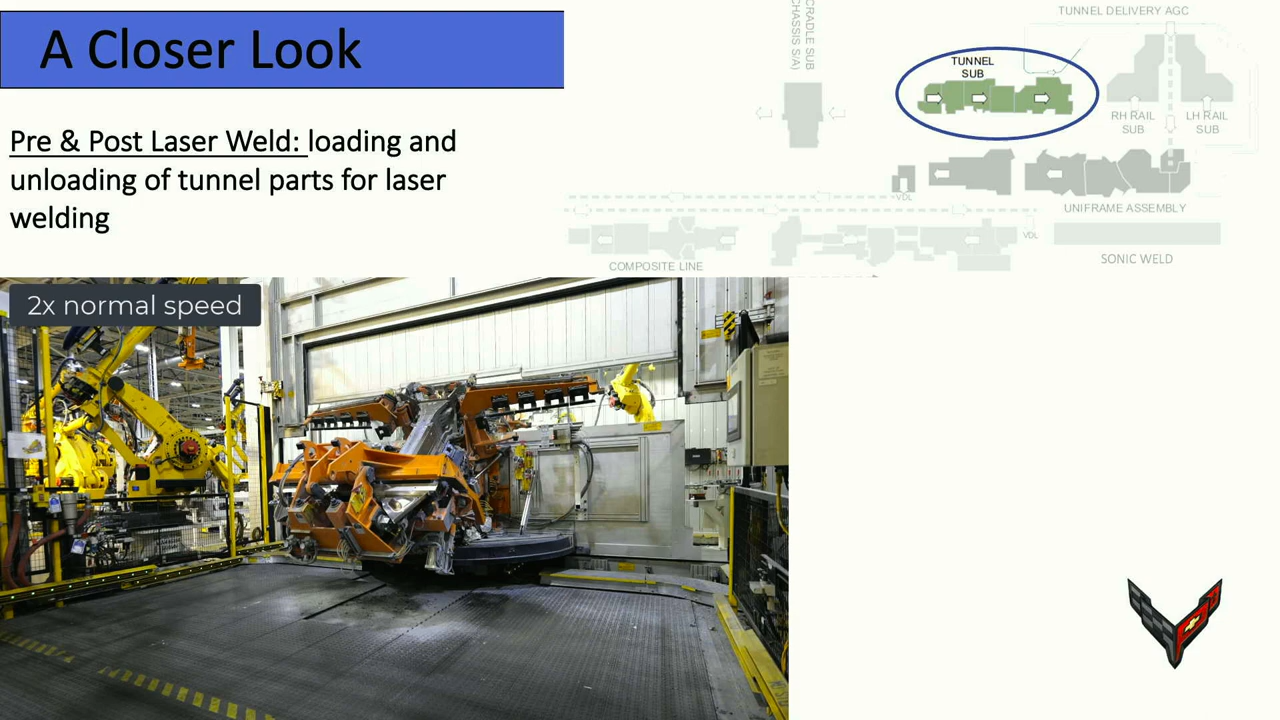 A Closer Look
Pre & Post Laser Weld: loading and
unloading of tunnel parts for laser
welding
2x normal speed
CRADLE SUB
CHASSIS S/A)
TUNNEL DELIVERY AGC
TUNNEL
SUB
RH RAIL
SUB
LH RAIL
SUB
VDL
UNIFRAME ASSEMBLY
VDL
COMPOSITE LINE
SONIC WELD